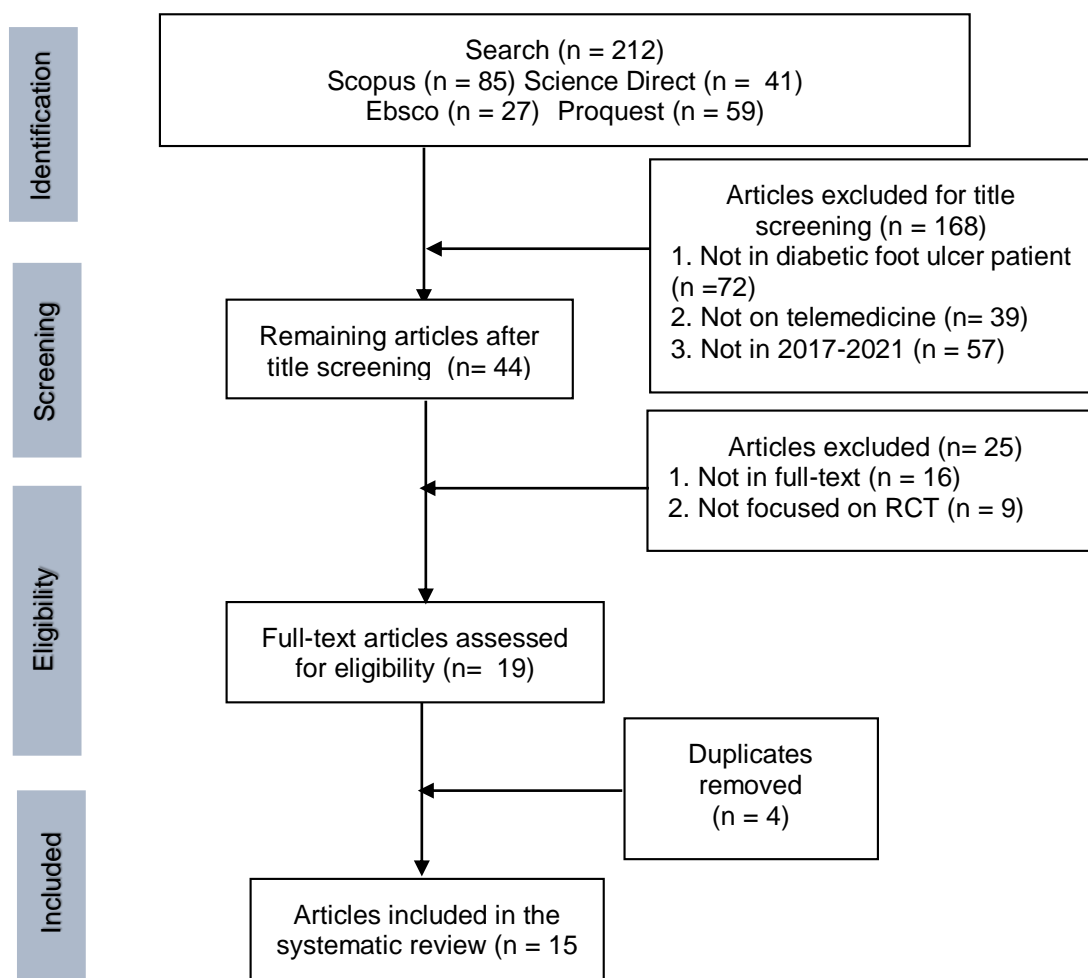 Identification
Search (n = 212)
Scopus (n = 85) Science Direct (n = 41)
Ebsco (n = 27) Proquest (n = 59)
Articles excluded for title
screening (n = 168)
1. Not in diabetic foot ulcer patient
(n =72)
2. Not on telemedicine (n= 39)
3. Not in 2017-2021 (n = 57)
Screening
Remaining articles after
title screening (n= 44)
Articles excluded (n= 25)
1. Not in full-text (n = 16)
2. Not focused on RCT (n = 9)
Eligibility
Full-text articles assessed
for eligibility (n= 19)
Duplicates
removed
(n = 4)
Included
Articles included in the
systematic review (n = 15